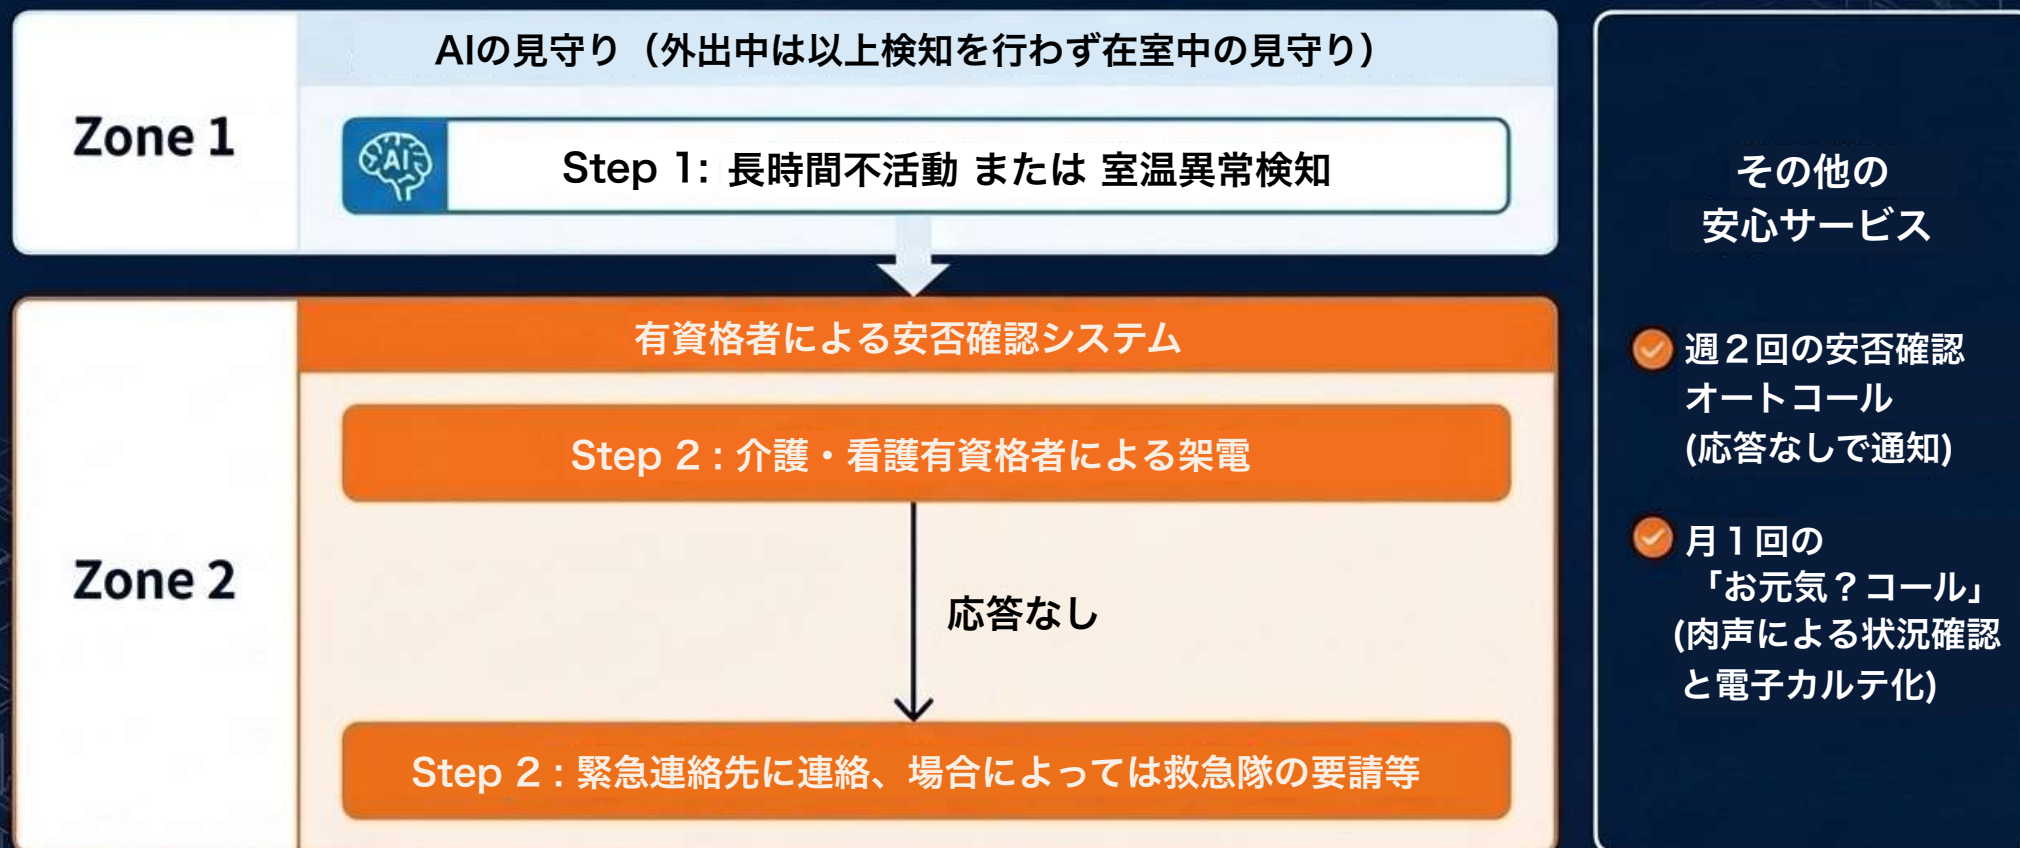 AIの見守り（外出中は以上検知を行わず在室中の見守り）
Zone 1
AI
Step 1: 長時間不活動 または 室温異常検知
有資格者による安否確認システム
Zone 2
Step 2 : 介護・看護有資格者による架電
応答なし
Step 2 : 緊急連絡先に連絡、場合によっては救急隊の要請等
その他の
安心サービス
週２回の安否確認
オートコール
(応答なしで通知)
月１回の
「お元気？コール」
(肉声による状況確認
と電子カルテ化)